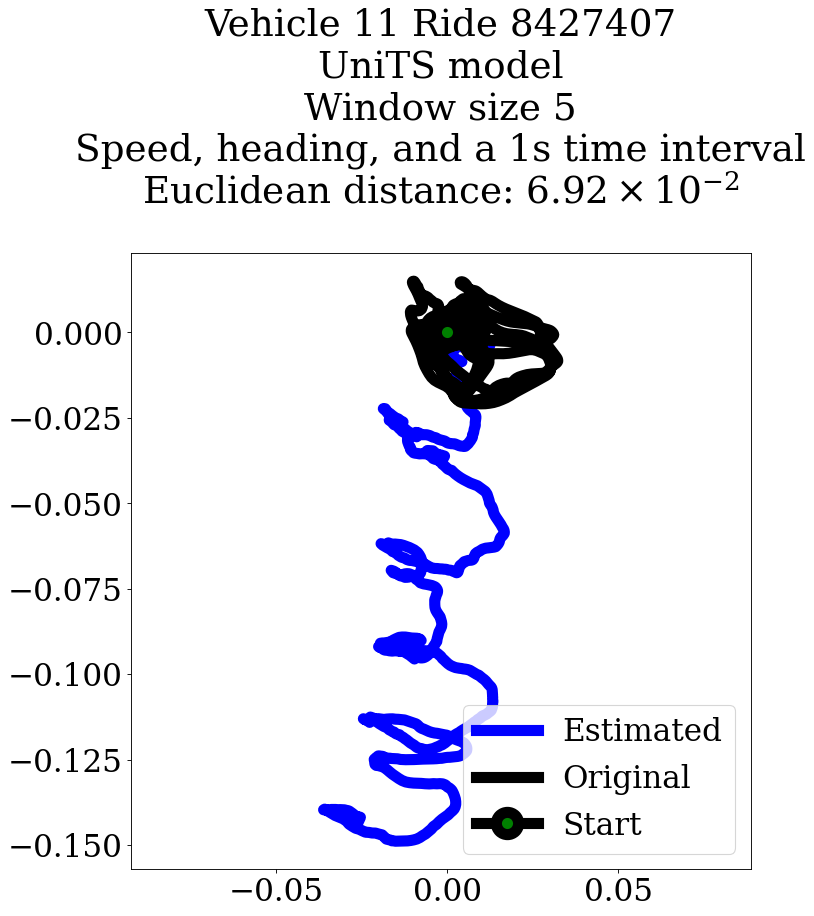 Vehicle 11 Ride 8427407
UniTS model
Window size 5
Speed, heading, and a 1s time interval
Euclidean distance: 6.92 × 10⁻²
0.000
−0.025
−0.050
−0.075
−0.100
−0.125
−0.150
−0.05
0.00
0.05
Estimated
Original
Start